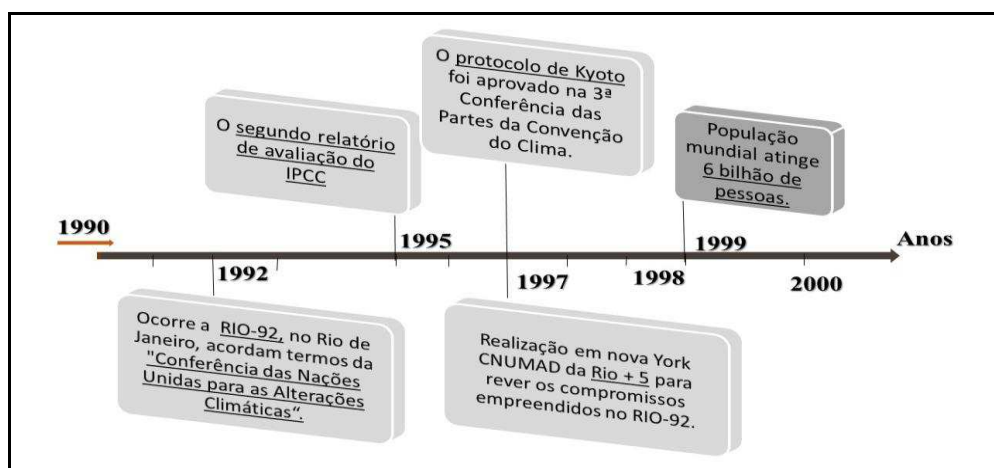 O protocolo de Kyoto
foi aprovado na 3ª
Conferência das
Partes da Convenção
do Clima.
O segundo relatório
de avaliação do
IPCC
População
mundial atinge
6 bilhão de
pessoas.
1990
1995
1999
Anos
1992
1997
1998
2000
Ocorre a RIO-92, no Rio de
Janeiro, acordam termos da
"Conferência das Nações
Unidas para as Alterações
Climáticas“.
Realização em nova York
CNUMAD da Rio + 5 para
rever os compromissos
empreendidos no RIO-92.